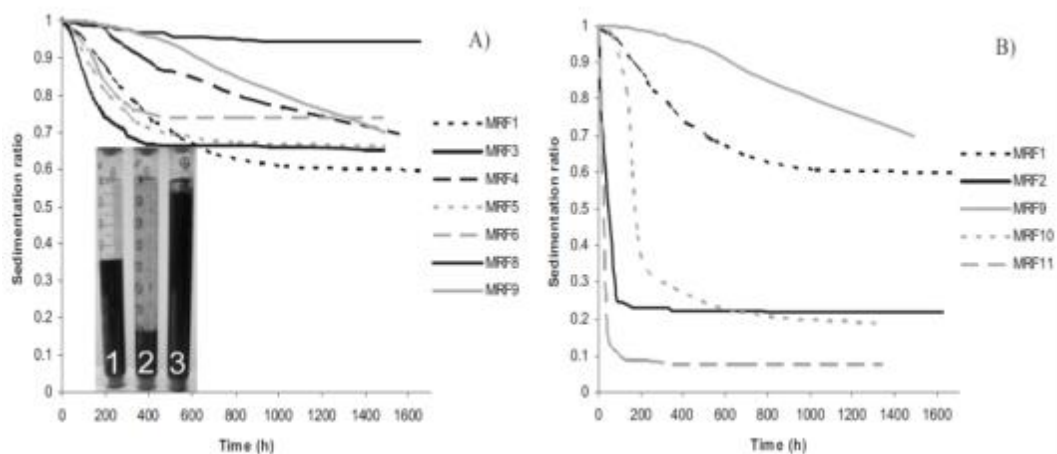 A)
Sedimentation ratio
1
0.9
0.8
0.7
0.6
0.5
0.4
0.3
0.2
0.1
0
0 200 400 600 800 1000 1200 1400 1600
Time (h)
MRF1
MRF3
MRF4
MRF5
MRF6
MRF8
MRF9
1 2 3
B)
Sedimentation ratio
1
0.9
0.8
0.7
0.6
0.5
0.4
0.3
0.2
0.1
0
0 200 400 600 800 1000 1200 1400 1600
Time (h)
MRF1
MRF2
MRF9
MRF10
MRF11